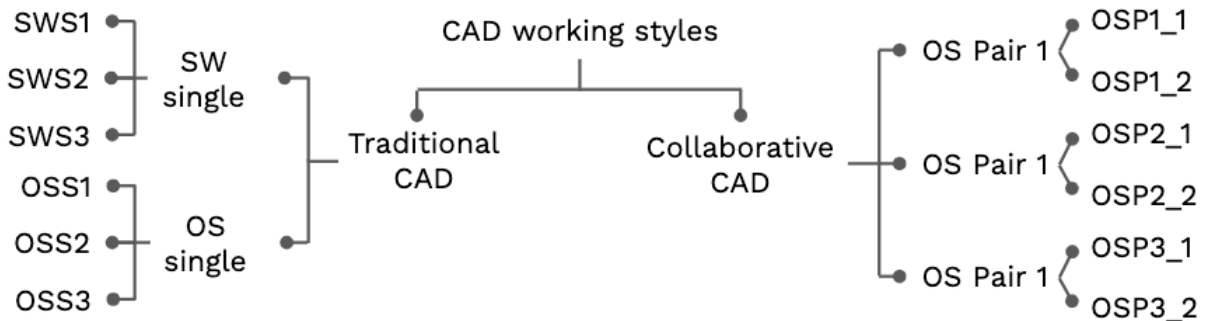 CAD working styles
Traditional
CAD
SW
single
SWS1
SWS2
SWS3
OS
single
OSS1
OSS2
OSS3
Collaborative
CAD
OS Pair 1
OSP1_1
OSP1_2
OS Pair 1
OSP2_1
OSP2_2
OS Pair 1
OSP3_1
OSP3_2